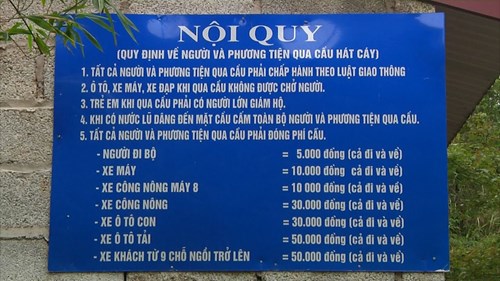 NỘI QUY
(QUY ĐỊNH VỀ NGƯỜI VÀ PHƯƠNG TIỆN QUA CẦU HÁT CÂY)
1. TẤT CẢ NGƯỜI VÀ PHƯƠNG TIỆN QUA CẦU PHẢI CHẤP HÀNH THEO LUẬT GIAO THÔNG
2. Ô TÔ, XE MÁY, XE ĐẠP KHI QUA CẦU KHÔNG ĐƯỢC CHỞ NGƯỜI.
3. TRẺ EM KHI QUA CẦU PHẢI CÓ NGƯỜI LỚN GIÁM HỘ.
4. KHI CÓ NƯỚC LŨ DÂNG ĐẾN MẶT CẦU CẤM TOÀN BỘ NGƯỜI VÀ PHƯƠNG TIỆN QUA CẦU.
5. TẤT CẢ NGƯỜI VÀ PHƯƠNG TIỆN QUA CẦU PHẢI ĐÓNG PHÍ CẦU.
- NGƯỜI ĐI BỘ = 5.000 đồng (cả đi và về)
- XE MÁY = 10.000 đồng (cả đi và về)
- XE CÔNG NÔNG MÁY 8 = 10 000 đồng (cả đi và về)
- XE CÔNG NÔNG = 30.000 đồng (cả đi và về)
- XE Ô TÔ CON = 30.000 đồng (cả đi và về)
- XE Ô TÔ TẢI = 50.000 đồng (cả đi và về)
- XE KHÁCH TỪ 9 CHỖ NGỒI TRỞ LÊN = 50.000 đồng (cả đi và về)